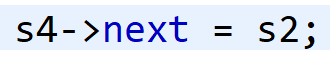 s4->next = s2;